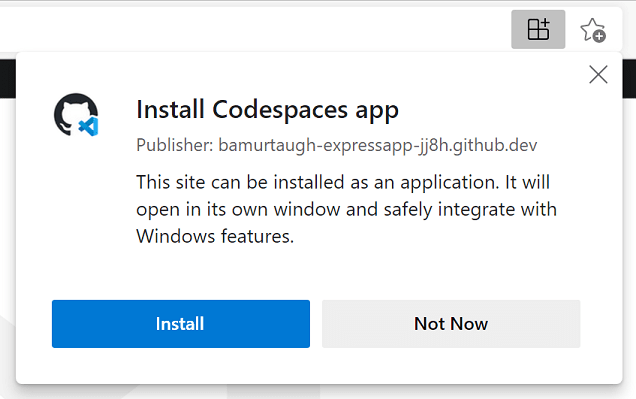 Install Codespaces app
Publisher: bamurtaugh-expressapp-jj8h.github.dev
This site can be installed as an application. It will
open in its own window and safely integrate with
Windows features.
Install
Not Now